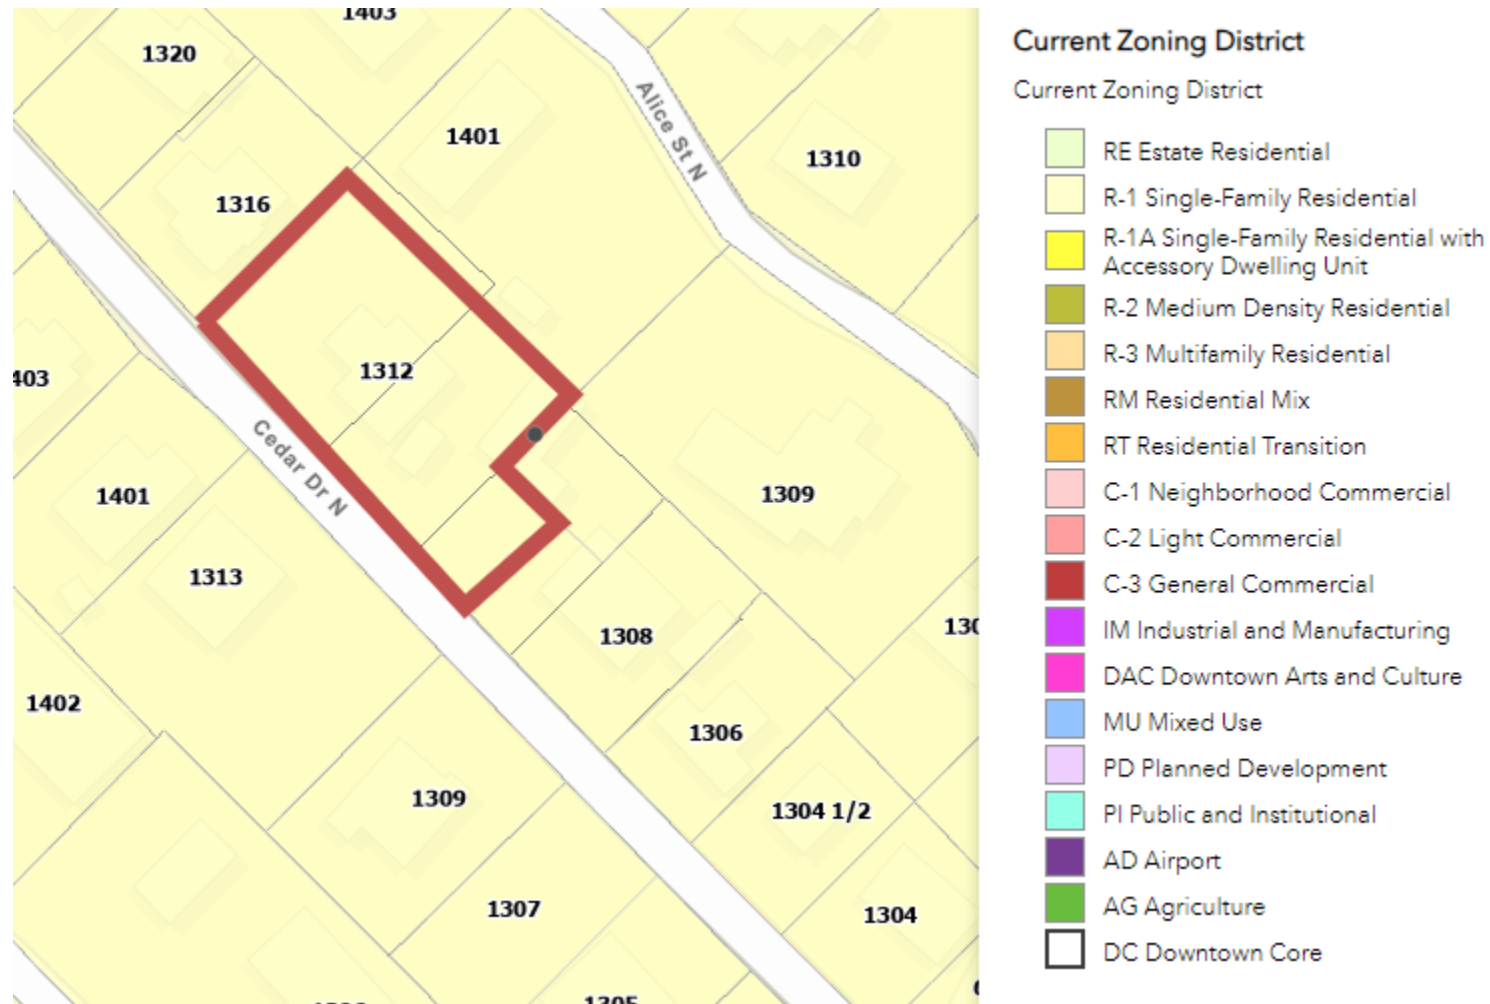 1403
1320
1401
Alice St N
1310
1316
1312
403
Cedar Dr N
1401
1309
1313
1308
130
1402
1306
1309
1304 1/2
1307
1304
1305
Current Zoning District
Current Zoning District
RE Estate Residential
R-1 Single-Family Residential
R-1A Single-Family Residential with
Accessory Dwelling Unit
R-2 Medium Density Residential
R-3 Multifamily Residential
RM Residential Mix
RT Residential Transition
C-1 Neighborhood Commercial
C-2 Light Commercial
C-3 General Commercial
IM Industrial and Manufacturing
DAC Downtown Arts and Culture
MU Mixed Use
PD Planned Development
PI Public and Institutional
AD Airport
AG Agriculture
DC Downtown Core